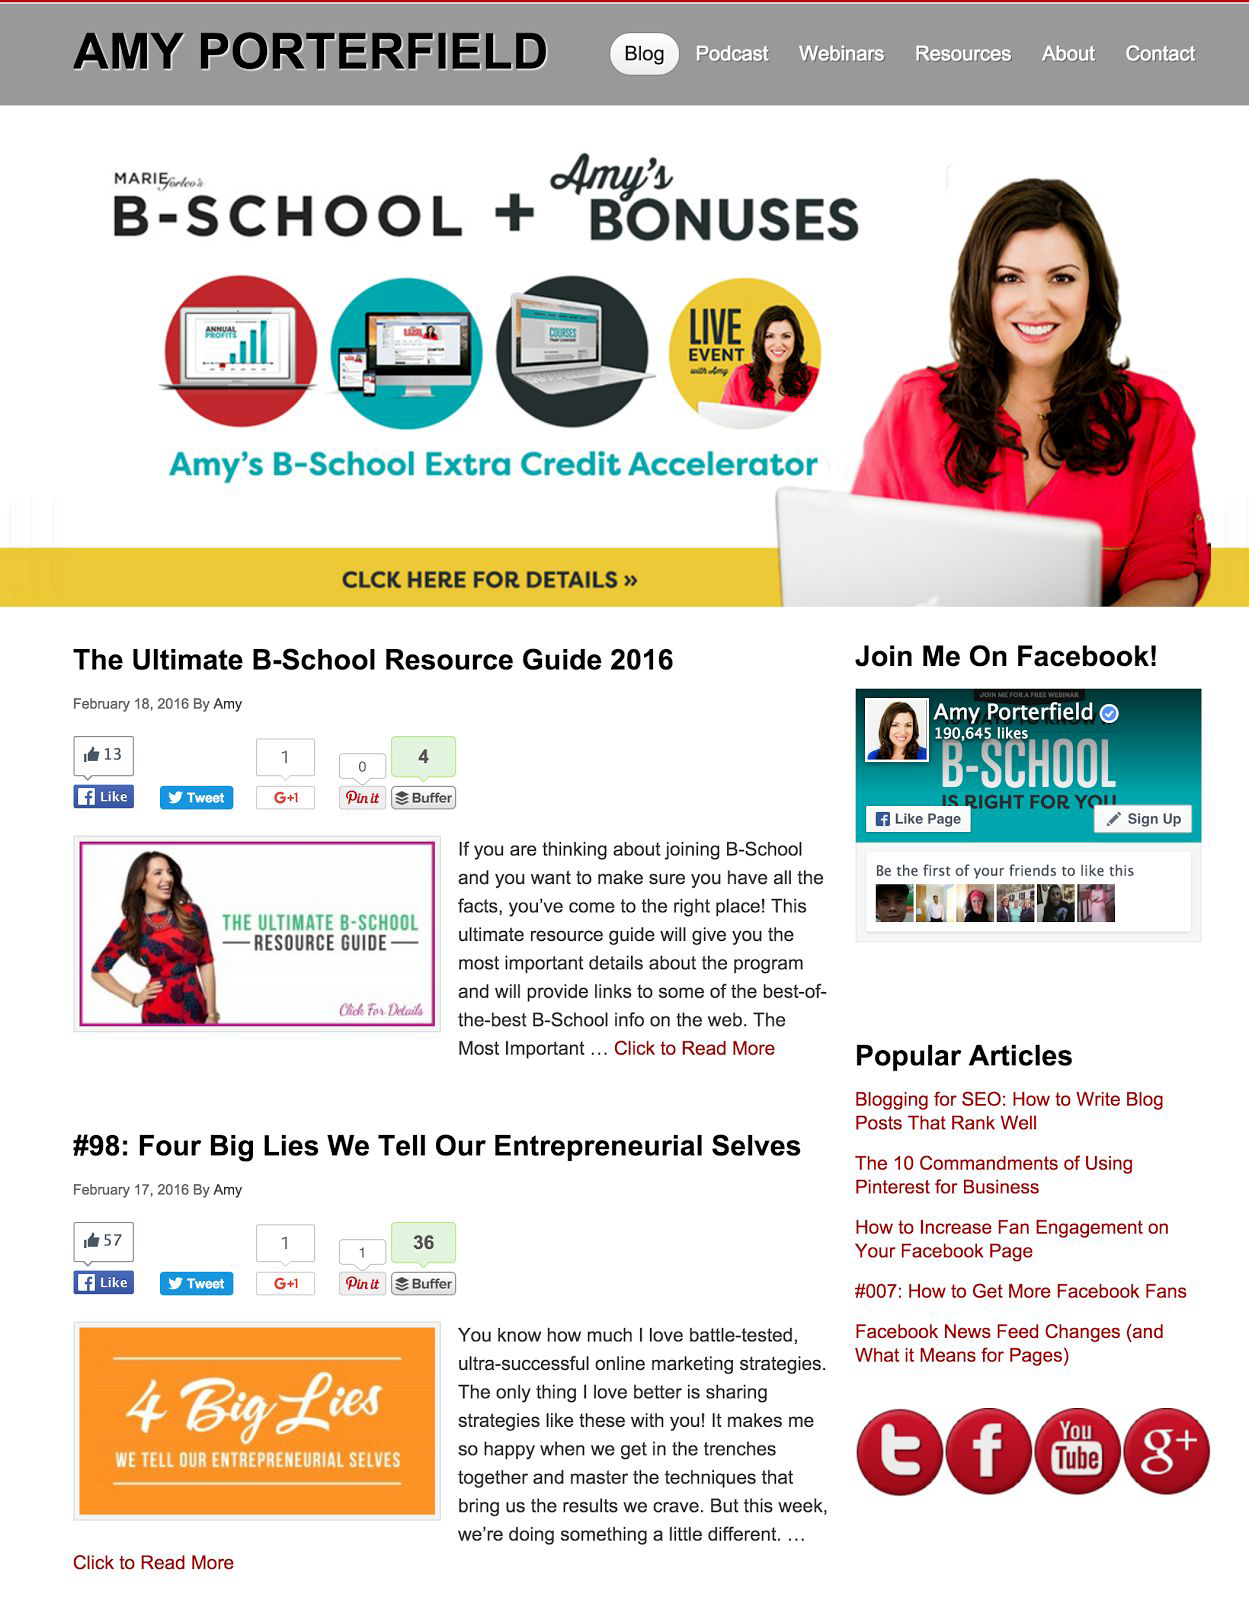 AMY PORTERFIELD
Blog Podcast Webinars Resources About Contact
MARIE forleo's
B-SCHOOL + Amy's BONUSES
ANNUAL
PROFITS
COURSES
THAT CONVERT
LIVE
EVENT
with Amy
Amy's B-School Extra Credit Accelerator
CLCK HERE FOR DETAILS »
The Ultimate B-School Resource Guide 2016
February 18, 2016 By Amy
13 1 0 4
Like Tweet G+1 Pin it Buffer
THE ULTIMATE B-SCHOOL
RESOURCE GUIDE
Click For Details
If you are thinking about joining B-School
and you want to make sure you have all the
facts, you've come to the right place! This
ultimate resource guide will give you the
most important details about the program
and will provide links to some of the best-of-
the-best B-School info on the web. The
Most Important … Click to Read More
#98: Four Big Lies We Tell Our Entrepreneurial Selves
February 17, 2016 By Amy
57 1 1 36
Like Tweet G+1 Pin it Buffer
4 Big Lies
WE TELL OUR ENTREPRENEURIAL SELVES
You know how much I love battle-tested,
ultra-successful online marketing strategies.
The only thing I love better is sharing
strategies like these with you! It makes me
so happy when we get in the trenches
together and master the techniques that
bring us the results we crave. But this week,
we're doing something a little different. …
Click to Read More
Join Me On Facebook!
JOIN ME FOR A FREE WEBINAR
Amy Porterfield
190,645 likes
B-SCHOOL
IS RIGHT FOR YOU
Like Page Sign Up
Be the first of your friends to like this
Popular Articles
Blogging for SEO: How to Write Blog
Posts That Rank Well
The 10 Commandments of Using
Pinterest for Business
How to Increase Fan Engagement on
Your Facebook Page
#007: How to Get More Facebook Fans
Facebook News Feed Changes (and
What it Means for Pages)
t f You Tube g+